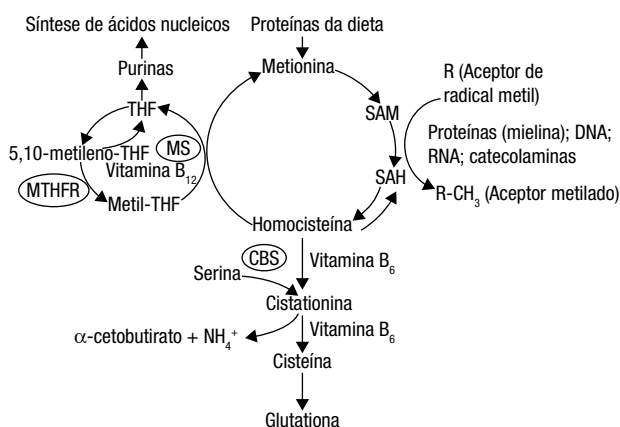 Síntese de ácidos nucleicos
Proteínas da dieta
Purinas
Metionina
R (Aceptor de
radical metil)
THF
SAM
Proteínas (mielina); DNA;
RNA; catecolaminas
5,10-metileno-THF
MS
Vitamina B12
SAH
MTHFR
Metil-THF
R-CH3 (Aceptor metilado)
Homocisteína
CBS
Vitamina B6
Serina
Cistationina
α-cetobutirato + NH4+
Vitamina B6
Cisteína
Glutationa